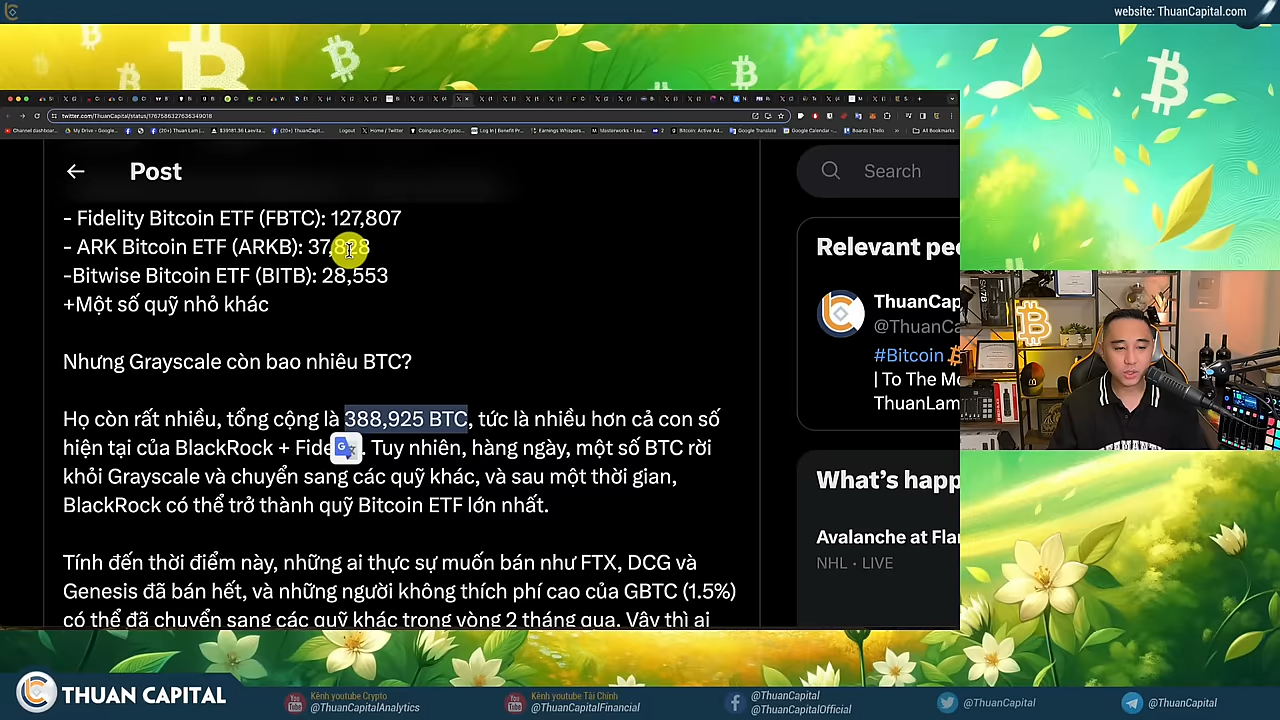 website: ThuanCapital.com
twitter.com/ThuanCapital/status/1767586327636349018
Post
Search
- Fidelity Bitcoin ETF (FBTC): 127,807
- ARK Bitcoin ETF (ARKB): 37,828
-Bitwise Bitcoin ETF (BITB): 28,553
+Một số quỹ nhỏ khác
Nhưng Grayscale còn bao nhiêu BTC?
Họ còn rất nhiều, tổng cộng là 388,925 BTC, tức là nhiều hơn cả con số
hiện tại của BlackRock + Fide. Tuy nhiên, hàng ngày, một số BTC rời
khỏi Grayscale và chuyển sang các quỹ khác, và sau một thời gian,
BlackRock có thể trở thành quỹ Bitcoin ETF lớn nhất.
Tính đến thời điểm này, những ai thực sự muốn bán như FTX, DCG và
Genesis đã bán hết, và những người không thích phí cao của GBTC (1.5%)
có thể đã chuyển sang các quỹ khác trong vòng 2 tháng qua. Vậy thì ai
Relevant peo
ThuanCap
@ThuanCa
#Bitcoin
| To The Mo
ThuanLam
What's happ
Avalanche at Flar
NHL · LIVE
THUAN CAPITAL
Kênh youtube Crypto
@ThuanCapitalAnalytics
Kênh youtube Tài Chính
@ThuanCapitalFinancial
@ThuanCapital
@ThuanCapitalOfficial
@ThuanCapital
@ThuanCapital